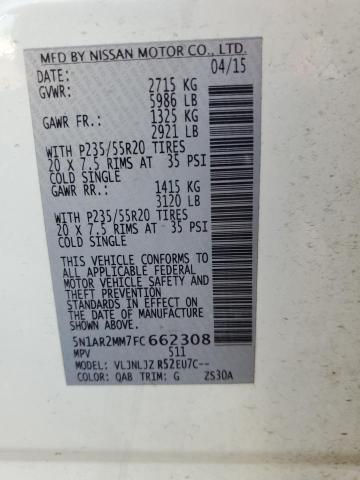 MFD BY NISSAN MOTOR CO., LTD.
DATE: 04/15
GVWR: 2715 KG
5986 LB
GAWR FR.: 1325 KG
2921 LB
WITH P235/55R20 TIRES
20 X 7.5 RIMS AT 35 PSI
COLD SINGLE
GAWR RR.: 1415 KG
3120 LB
WITH P235/55R20 TIRES
20 X 7.5 RIMS AT 35 PSI
COLD SINGLE
THIS VEHICLE CONFORMS TO
ALL APPLICABLE FEDERAL
MOTOR VEHICLE SAFETY AND
THEFT PREVENTION
STANDARDS IN EFFECT ON
THE DATE OF MANUFACTURE
SHOWN ABOVE.
5N1AR2MM7FC662308
MPV 511
MODEL: VLJNLJZ R52EU7C--
COLOR: QAB TRIM: G ZS30A